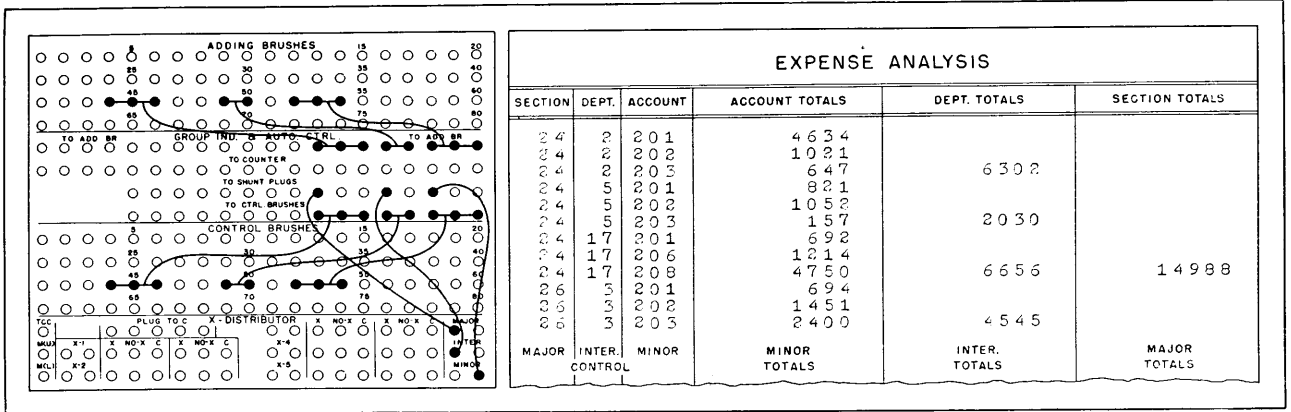 ADDING BRUSHES
5 15 20
25 30 35 40
45 50 55 60
65 70 75 80
TO ADD BR GROUP IND. & AUTO. CTRL. TO ADD BR
TO COUNTER
TO SHUNT PLUGS
TO CTRL. BRUSHES
CONTROL BRUSHES
5 15 20
25 30 35 40
45 50 55 60
65 70 75 80
TCC PLUG TO C X-DISTRIBUTOR X NO-X C X NO-X C MAJOR
M(U) X-1 X NO-X C X NO-X C X-4 INTER
M(L) X-2 X-5 MINOR
EXPENSE ANALYSIS
SECTION DEPT. ACCOUNT ACCOUNT TOTALS DEPT. TOTALS SECTION TOTALS
24 2 201 4634
24 2 202 1021
24 2 203 647 6302
24 5 201 821
24 5 202 1052
24 5 203 157 2030
24 17 201 692
24 17 206 1214
24 17 208 4750 6656 14988
26 3 201 694
26 3 202 1451
26 3 203 2400 4545
MAJOR INTER. MINOR MINOR INTER. MAJOR
CONTROL TOTALS TOTALS TOTALS